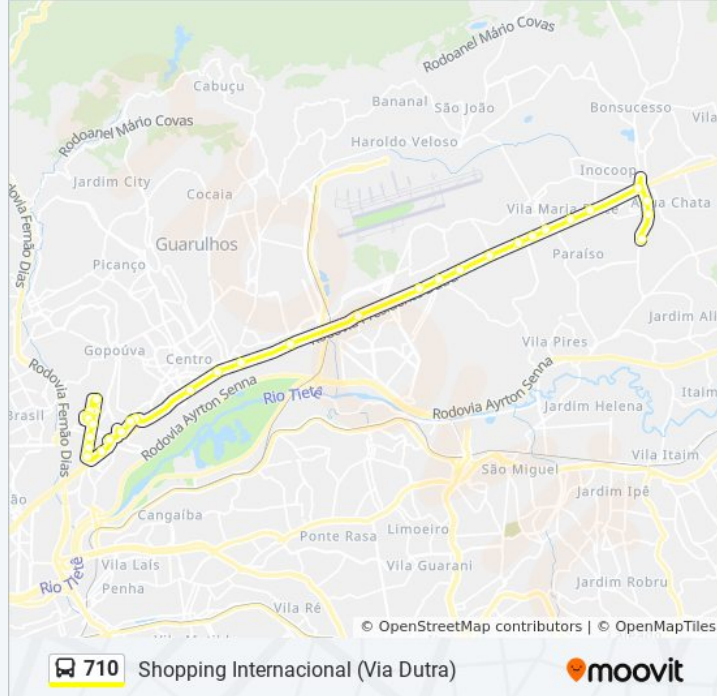 Rodoanel Mário Covas
Cabuçu
Bananal
São João
Bonsucesso
Vila
Rodoanel Mário Covas
Haroldo Veloso
Inocoop
Jardim City
Cocaia
Vila Maria
Chata
Guarulhos
Rodovia Fernão Dias
Picanço
Paraíso
Jardim Ali
Gopoúva
Centro
Vila Pires
Rodovia Ayrton Senna
Rodovia Ayrton Senna
Rio Tietê
Jardim Helena
Itaim
Brasil
Rodovia Fernão Dias
São Miguel
Vila Itaim
Jardim Ipê
Cangaíba
Ponte Rasa
Limoeiro
Vila Laís
Vila Guarani
Rio Tietê
Penha
Jardim Robru
Vila Ré
© OpenStreetMap contributors | © OpenMapTiles
710 Shopping Internacional (Via Dutra)
moovit